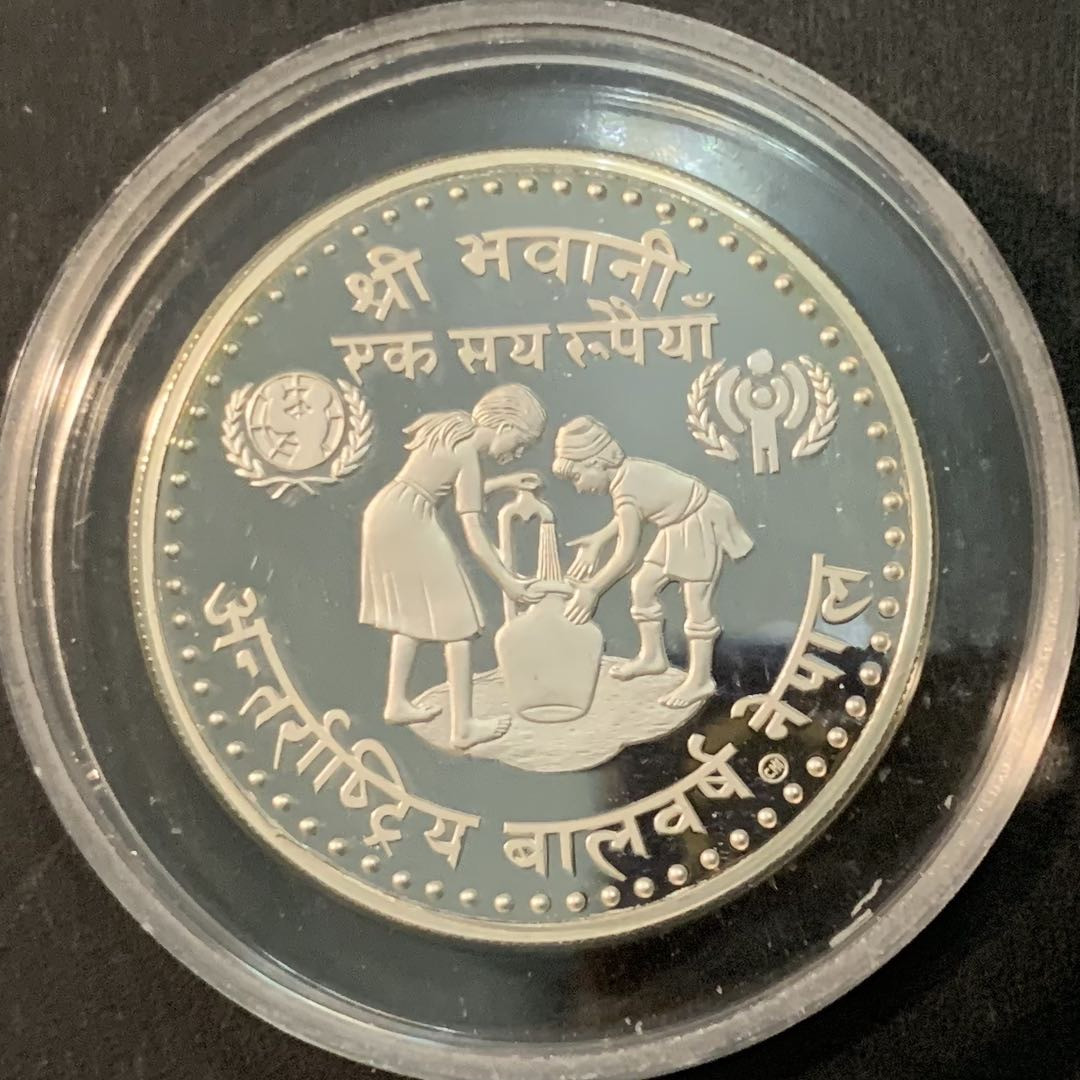 श्री भवानी
एक सय रूपैयाँ
अन्तर्राष्ट्रिय बालवर्ष नेपाल